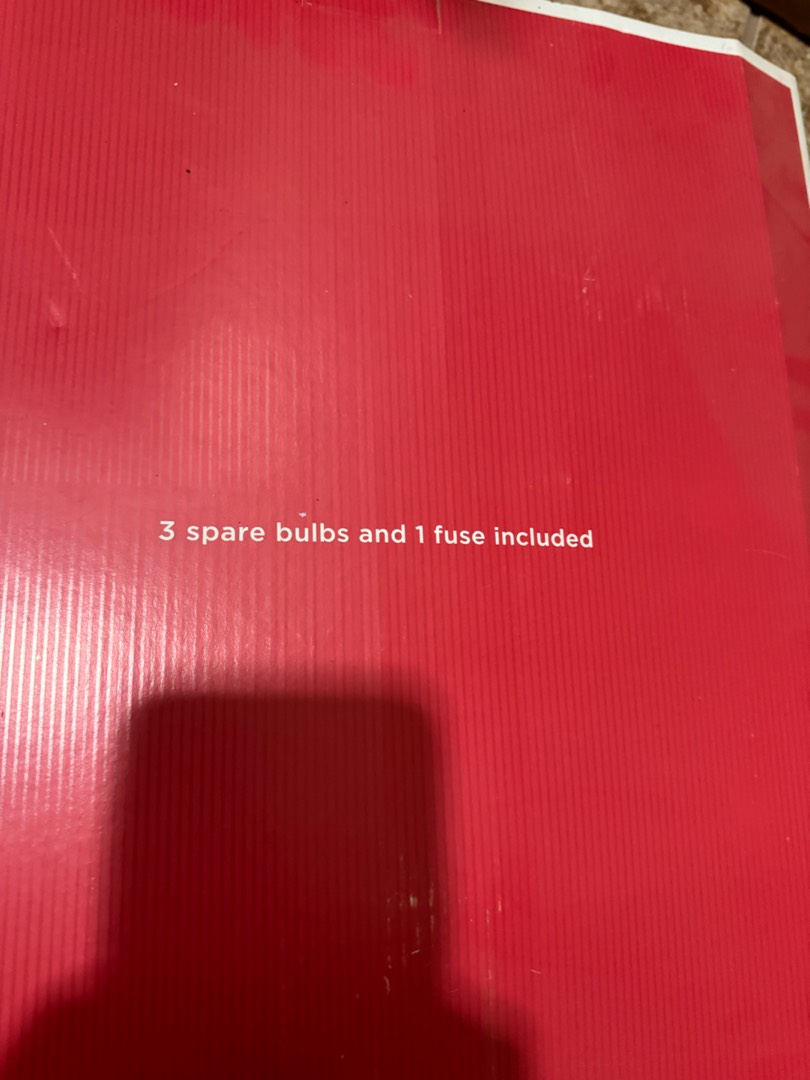 3 spare bulbs and 1 fuse included